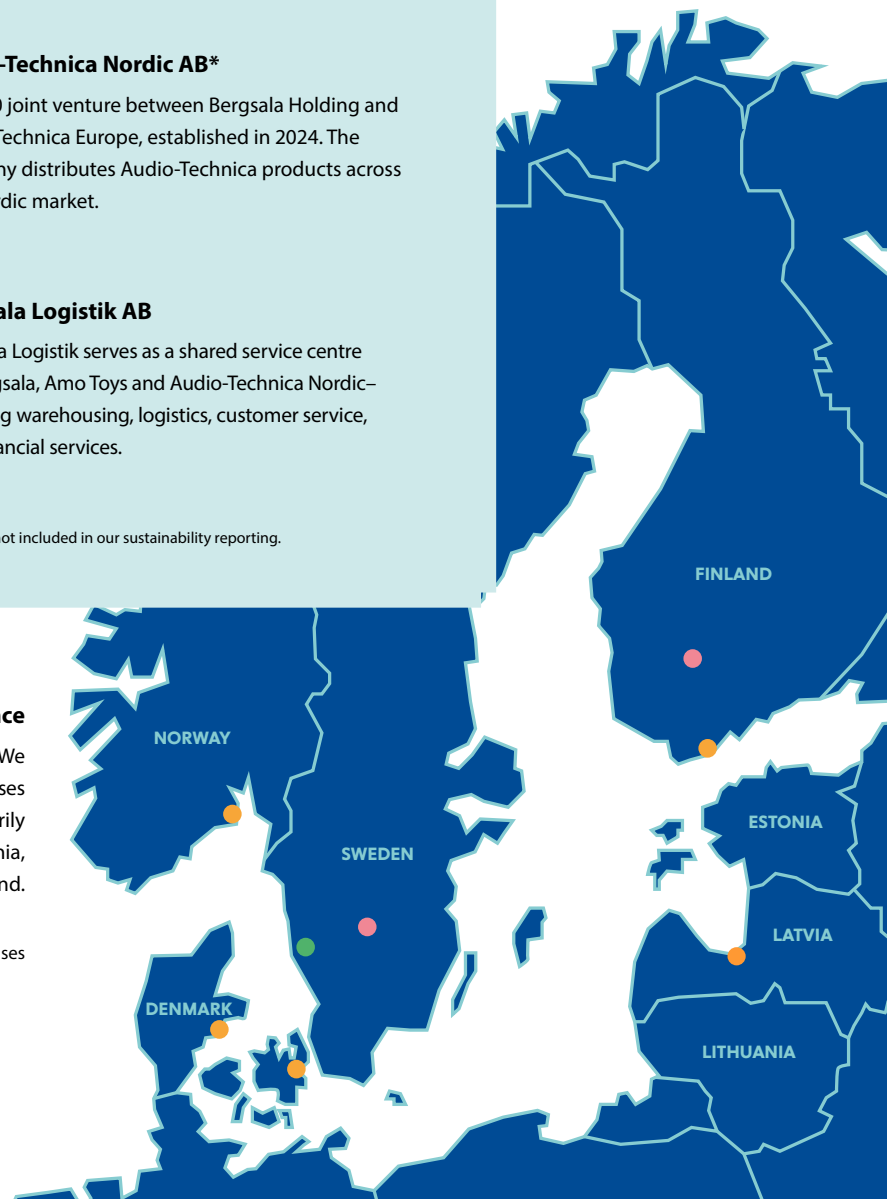 -Technica Nordic AB*
joint venture between Bergsala Holding and
Technica Europe, established in 2024. The
ny distributes Audio-Technica products across
rdic market.
ala Logistik AB
a Logistik serves as a shared service centre
gsala, Amo Toys and Audio-Technica Nordic–
g warehousing, logistics, customer service,
ancial services.
not included in our sustainability reporting.
FINLAND
nce
We
ses
NORWAY
rily
ESTONIA
nia,
SWEDEN
nd.
LATVIA
ses
DENMARK
LITHUANIA